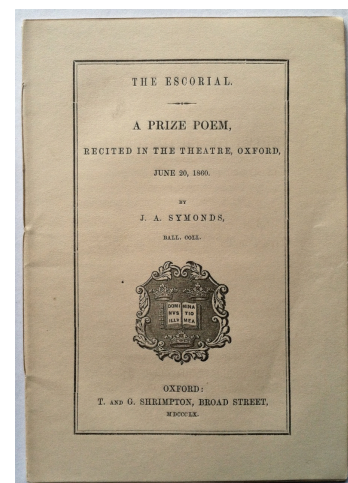 THE ESCORIAL.
A PRIZE POEM,
RECITED IN THE THEATRE, OXFORD,
JUNE 20, 1860.
BY
J. A. SYMONDS,
BALL. COLL.
DOMI MINA
NVS TIO
ILLV MEA
OXFORD:
T. AND G. SHRIMPTON, BROAD STREET,
MDCCCLX.